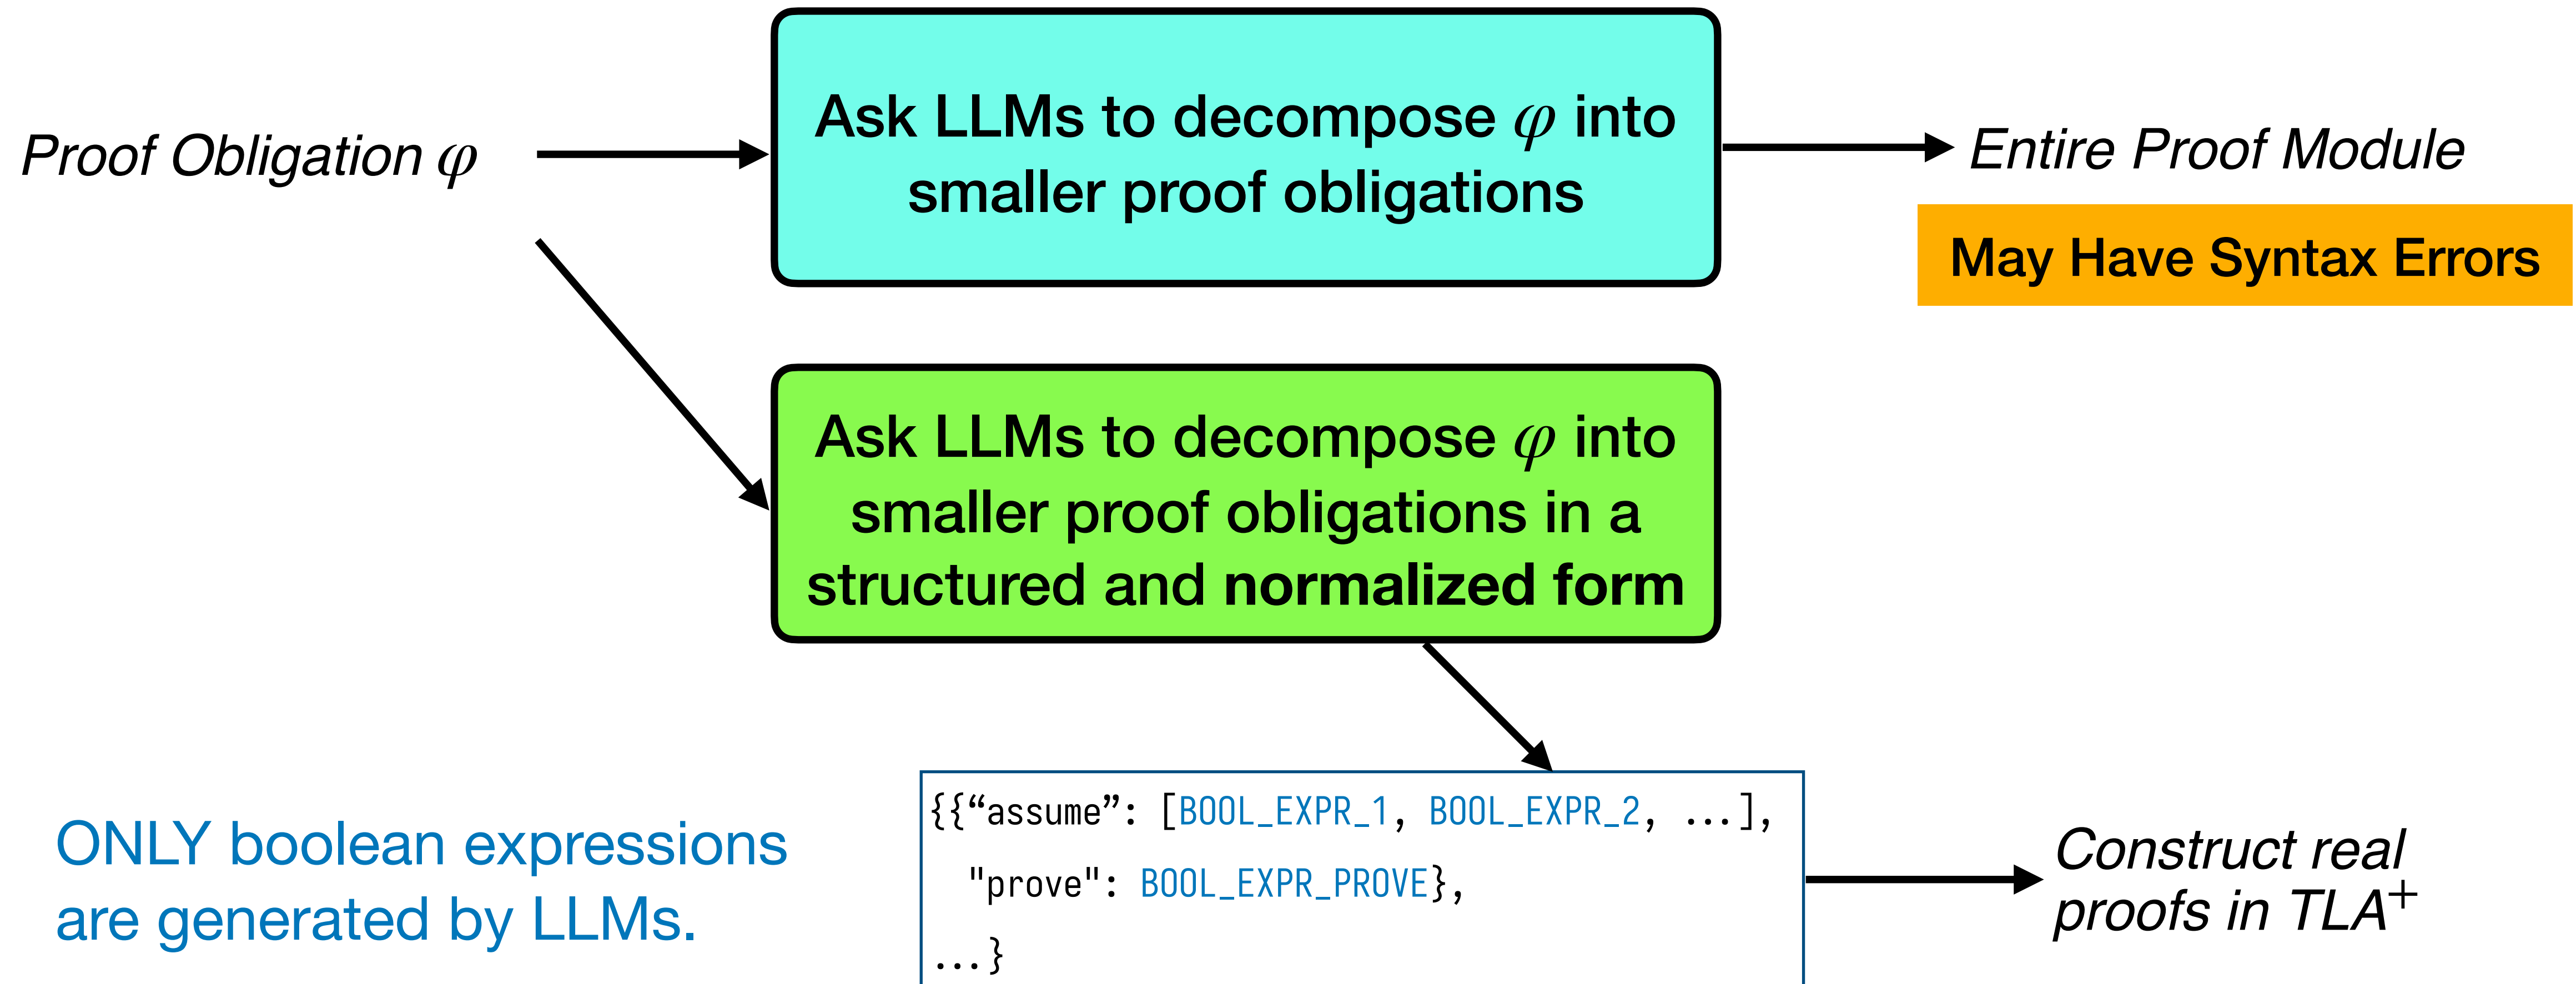 Proof Obligation φ
Ask LLMs to decompose φ into
smaller proof obligations
Entire Proof Module
May Have Syntax Errors
Ask LLMs to decompose φ into
smaller proof obligations in a
structured and normalized form
ONLY boolean expressions
are generated by LLMs.
{{“assume”: [BOOL_EXPR_1, BOOL_EXPR_2, ...],
"prove": BOOL_EXPR_PROVE},
...}
Construct real
proofs in TLA⁺